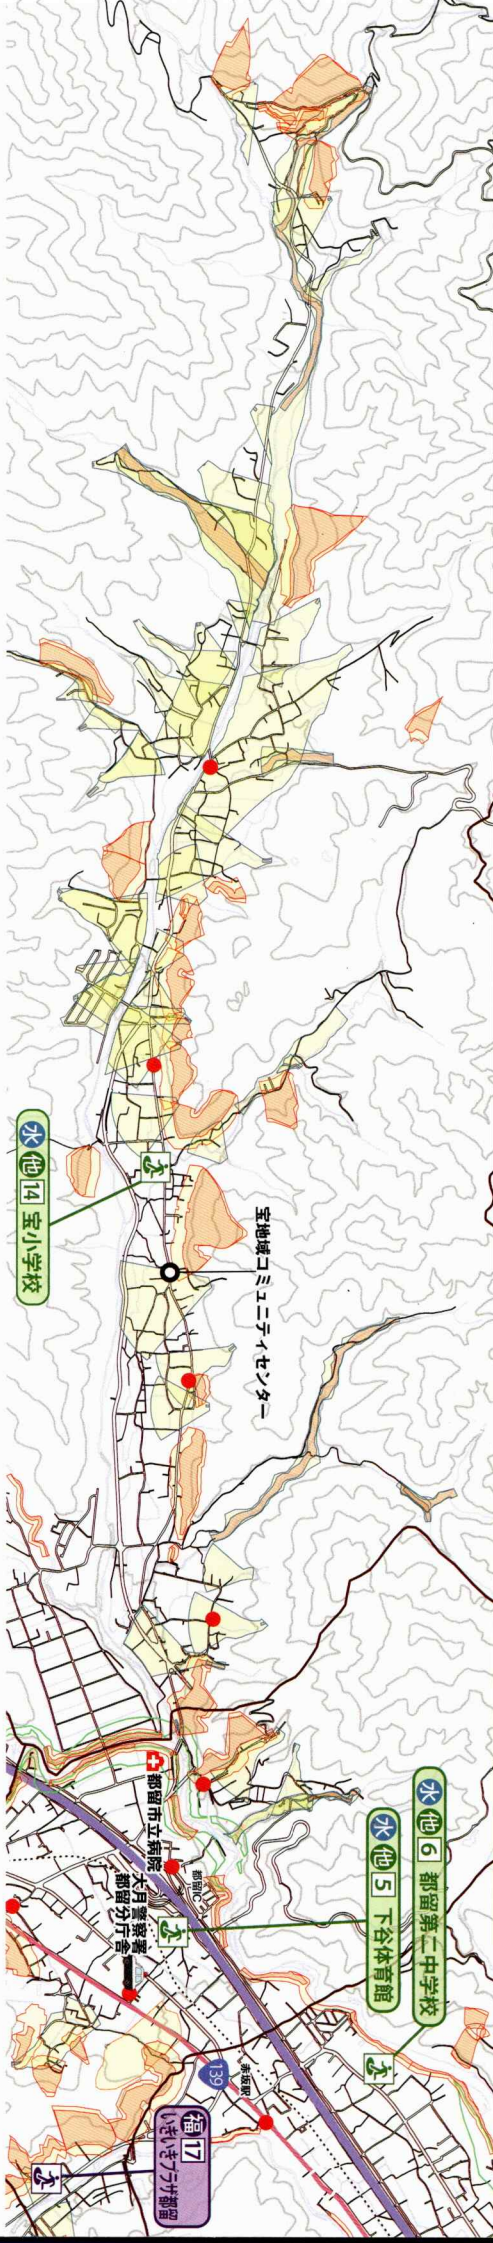 水 他 14 宝小学校
宝地域コミュニティセンター
都留市立病院
都留IC
大月警察署
都留分庁舎
水 他 6 都留第二中学校
水 他 5 下谷体育館
139
赤坂駅
福 17
いきいきプラザ都留